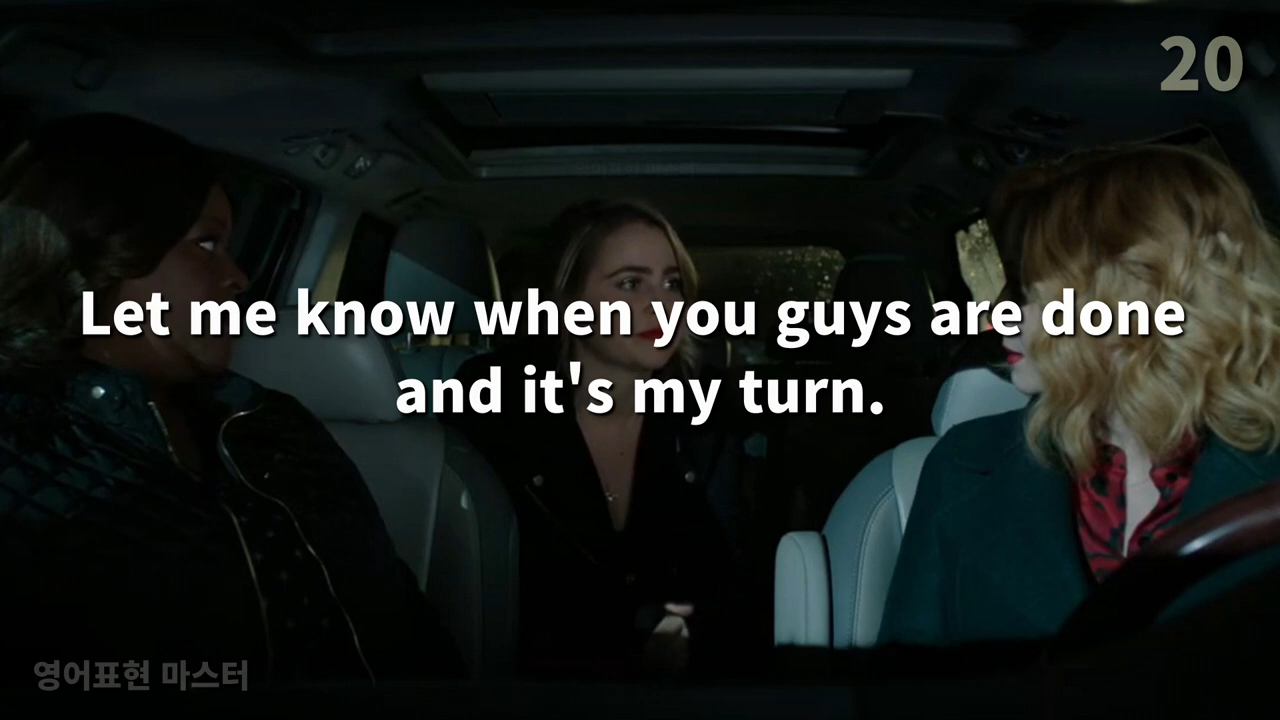 20
Let me know when you guys are done
and it's my turn.
영어표현 마스터